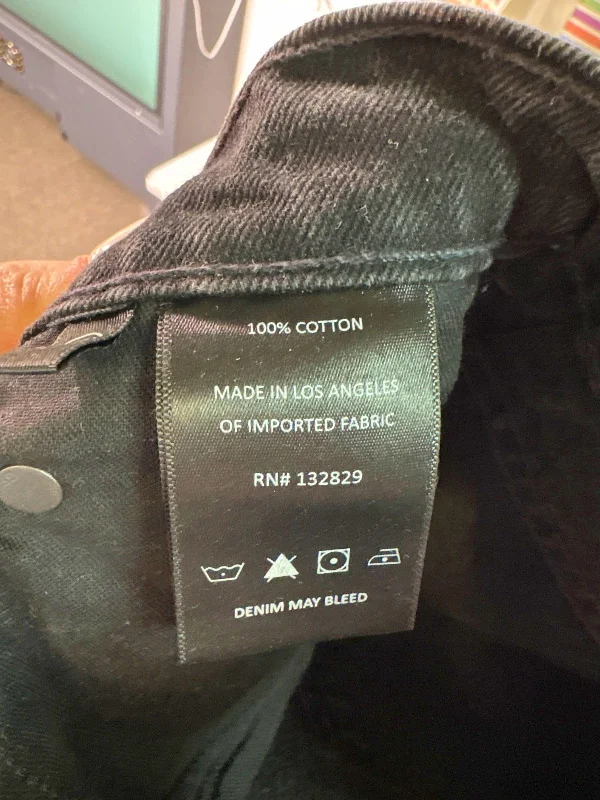 100% COTTON
MADE IN LOS ANGELES
OF IMPORTED FABRIC
RN# 132829
DENIM MAY BLEED